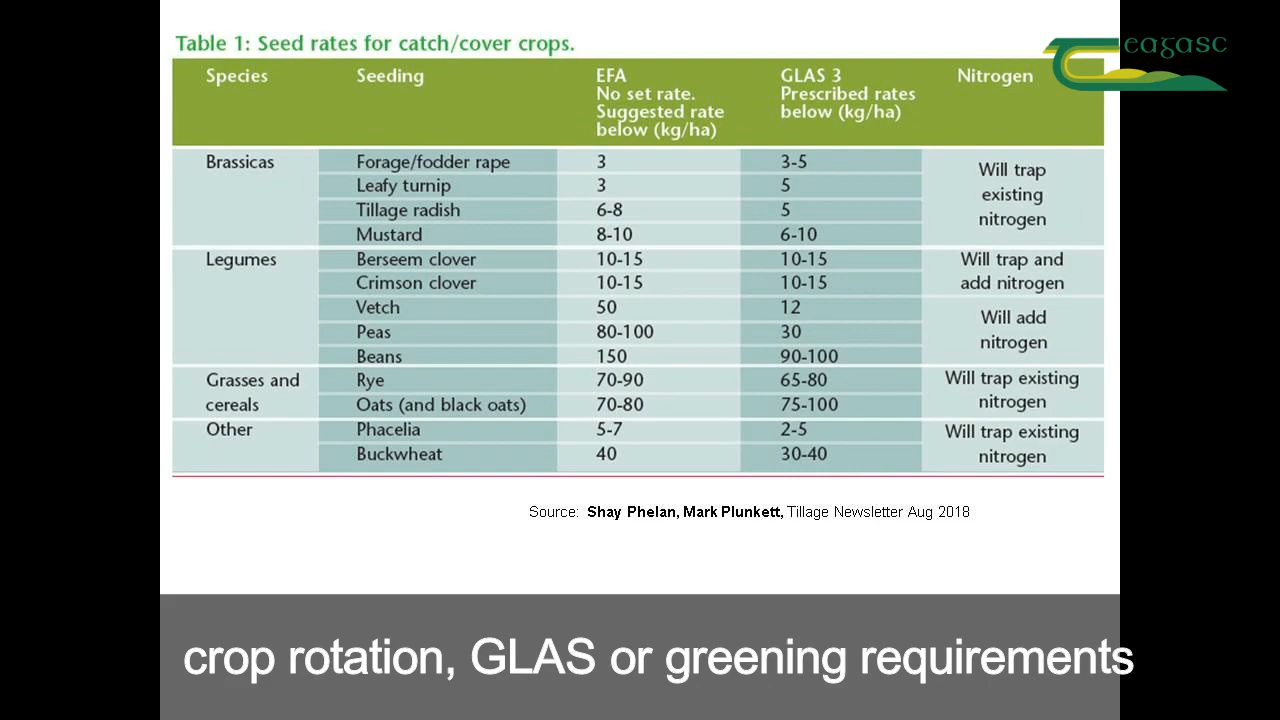 Table 1: Seed rates for catch/cover crops.
eagasc
Species Seeding EFA GLAS 3 Nitrogen
No set rate. Prescribed rates
Suggested rate below (kg/ha)
below (kg/ha)
Brassicas Forage/fodder rape 3 3-5 Will trap
Leafy turnip 3 5 existing
Tillage radish 6-8 5 nitrogen
Mustard 8-10 6-10
Legumes Berseem clover 10-15 10-15 Will trap and
Crimson clover 10-15 10-15 add nitrogen
Vetch 50 12 Will add
Peas 80-100 30 nitrogen
Beans 150 90-100
Grasses and Rye 70-90 65-80 Will trap existing
cereals Oats (and black oats) 70-80 75-100 nitrogen
Other Phacelia 5-7 2-5 Will trap existing
Buckwheat 40 30-40 nitrogen
Source: Shay Phelan, Mark Plunkett, Tillage Newsletter Aug 2018
crop rotation, GLAS or greening requirements